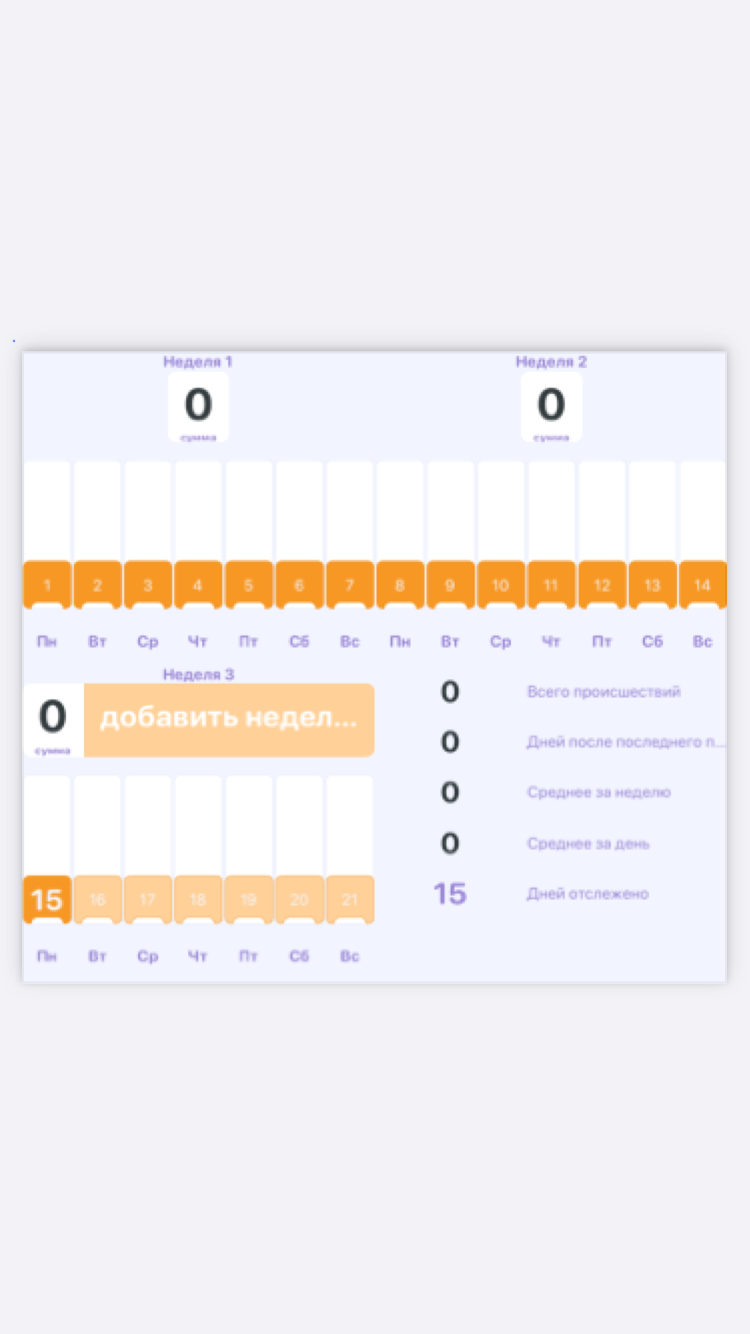 Неделя 1
Неделя 2
0
0
сумма
сумма
1 2 3 4 5 6 7 8 9 10 11 12 13 14
Пн Вт Ср Чт Пт Сб Вс Пн Вт Ср Чт Пт Сб Вс
Неделя 3
0
сумма
добавить недел...
15 16 17 18 19 20 21
Пн Вт Ср Чт Пт Сб Вс
0 Всего происшествий
0 Дней после последнего п...
0 Среднее за неделю
0 Среднее за день
15 Дней отслежено